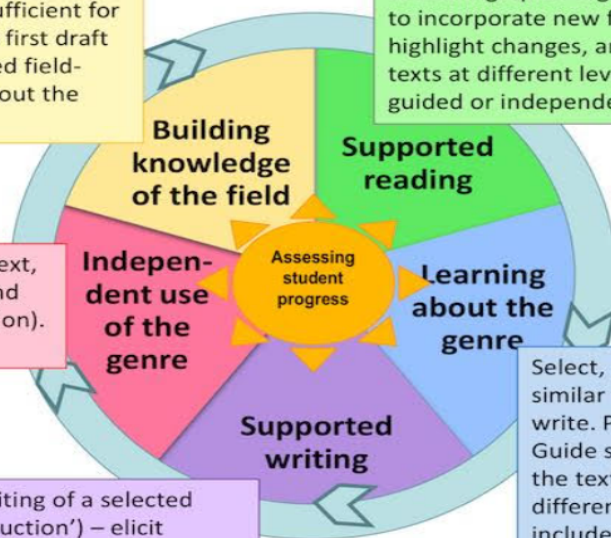 ufficient for
first draft
ed field-
out the
to incorporate new
highlight changes, an
texts at different lev
guided or independe
Building
knowledge
of the field
Supported
reading
Assessing
student
progress
Learning
about the
genre
Supported
writing
Indepen-
dent use
of the
genre
ext,
nd
on).
Select,
similar
write. P
Guide s
the tex
differen
include
iting of a selected
uction') – elicit